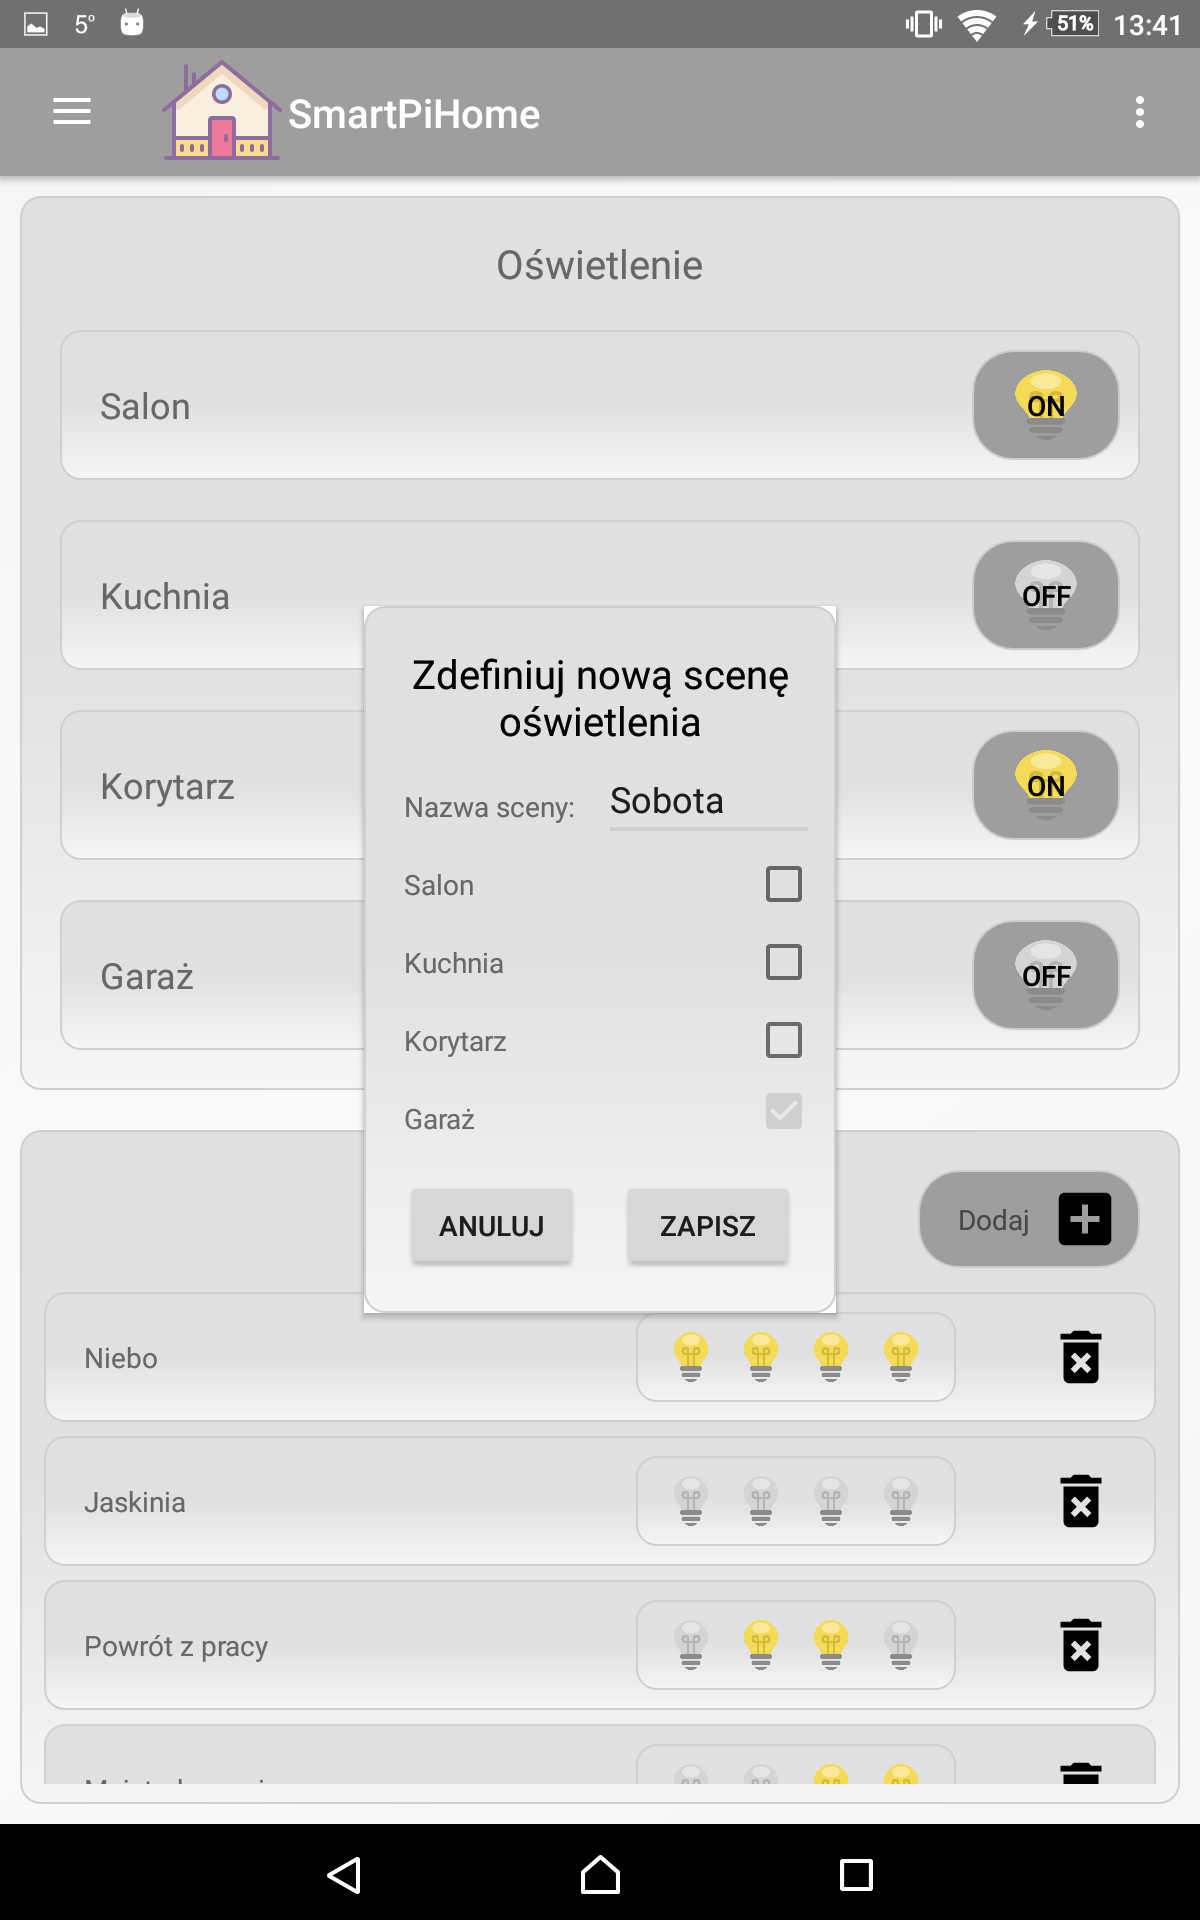 5°
51%
13:41
SmartPiHome
Oświetlenie
Salon
ON
Kuchnia
OFF
Korytarz
ON
Garaż
OFF
Zdefiniuj nową scenę
oświetlenia
Nazwa sceny: Sobota
Salon
Kuchnia
Korytarz
Garaż
ANULUJ
ZAPISZ
Dodaj
Niebo
Jaskinia
Powrót z pracy